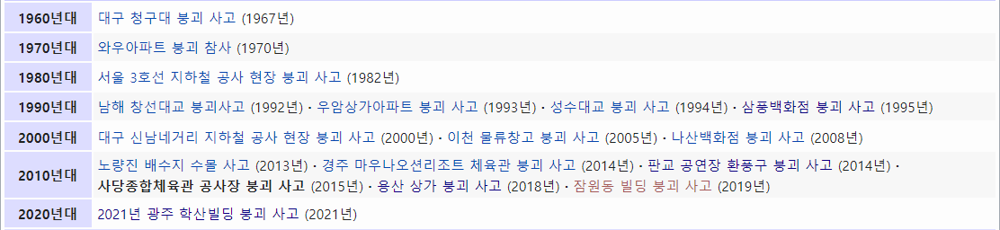 1960년대 대구 청구대 붕괴 사고 (1967년)
1970년대 와우아파트 붕괴 참사 (1970년)
1980년대 서울 3호선 지하철 공사 현장 붕괴 사고 (1982년)
1990년대 남해 창선대교 붕괴사고 (1992년) · 우암상가아파트 붕괴 사고 (1993년) · 성수대교 붕괴 사고 (1994년) · 삼풍백화점 붕괴 사고 (1995년)
2000년대 대구 신남네거리 지하철 공사 현장 붕괴 사고 (2000년) · 이천 물류창고 붕괴 사고 (2005년) · 나산백화점 붕괴 사고 (2008년)
2010년대 노량진 배수지 수몰 사고 (2013년) · 경주 마우나오션리조트 체육관 붕괴 사고 (2014년) · 판교 공연장 환풍구 붕괴 사고 (2014년) ·
사당종합체육관 공사장 붕괴 사고 (2015년) · 용산 상가 붕괴 사고 (2018년) · 잠원동 빌딩 붕괴 사고 (2019년)
2020년대 2021년 광주 학산빌딩 붕괴 사고 (2021년)